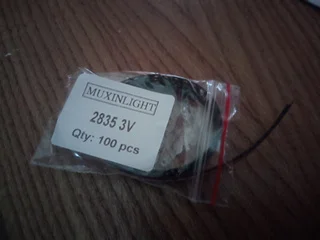 MUXINLIGHT
2835 3V
Qty: 100 pcs